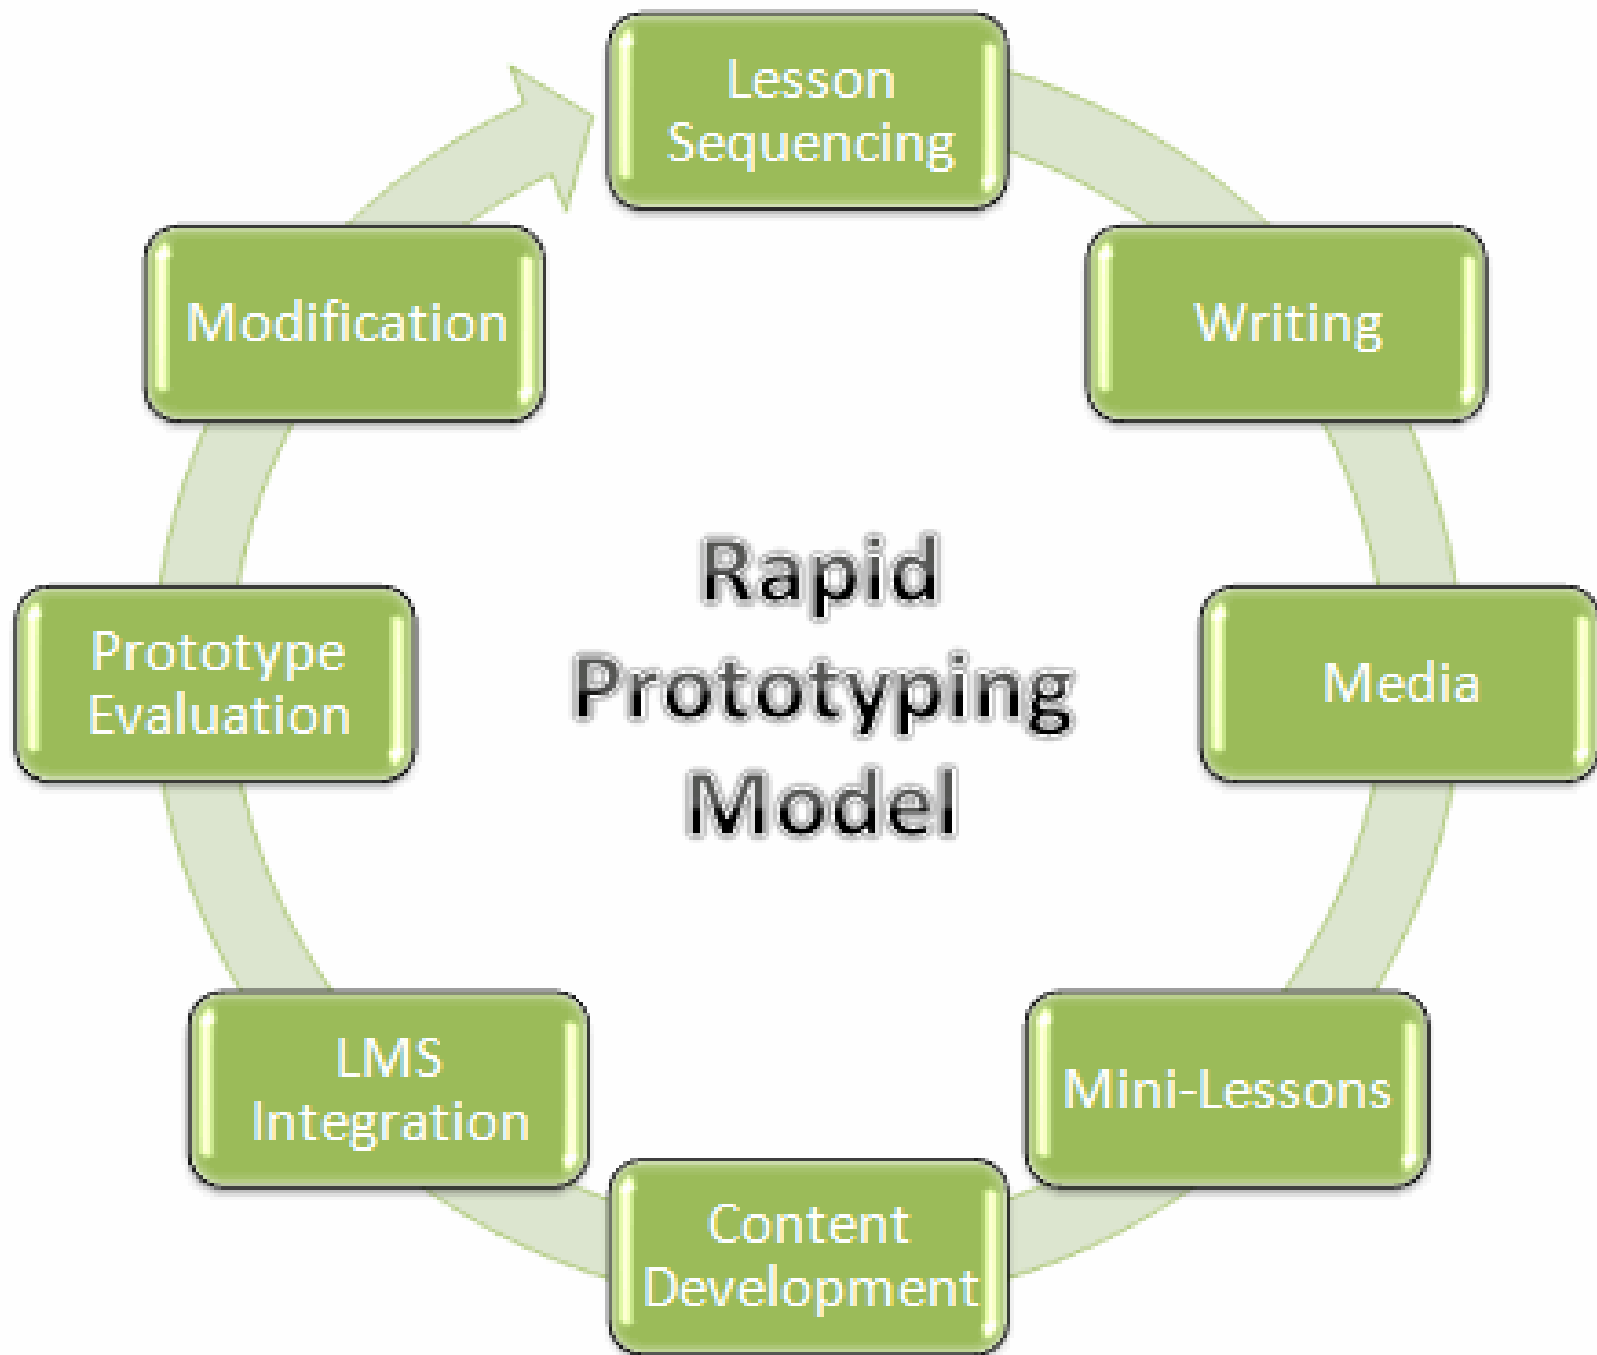 Lesson
Sequencing
Writing
Media
Mini-Lessons
Content
Development
LMS
Integration
Prototype
Evaluation
Modification
Rapid
Prototyping
Model